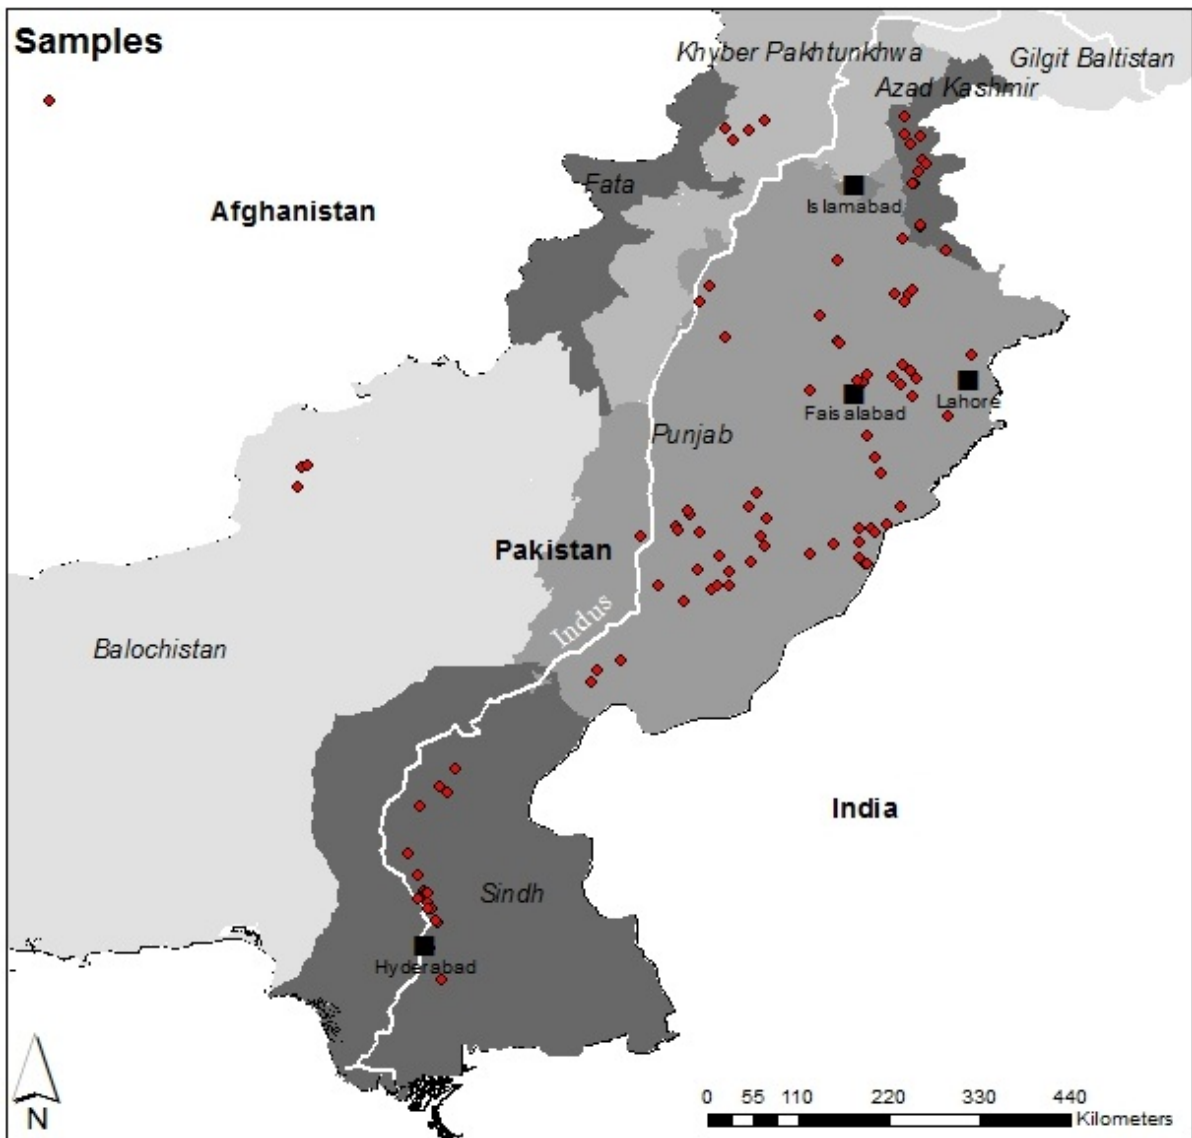 Samples
Khyber Pakhtunkhwa
Gilgit Baltistan
Azad Kashmir
Fata
Afghanistan
Islamabad
Faisalabad
Lahore
Punjab
Pakistan
Indus
Balochistan
India
Sindh
Hyderabad
N
0 55 110 220 330 440
Kilometers